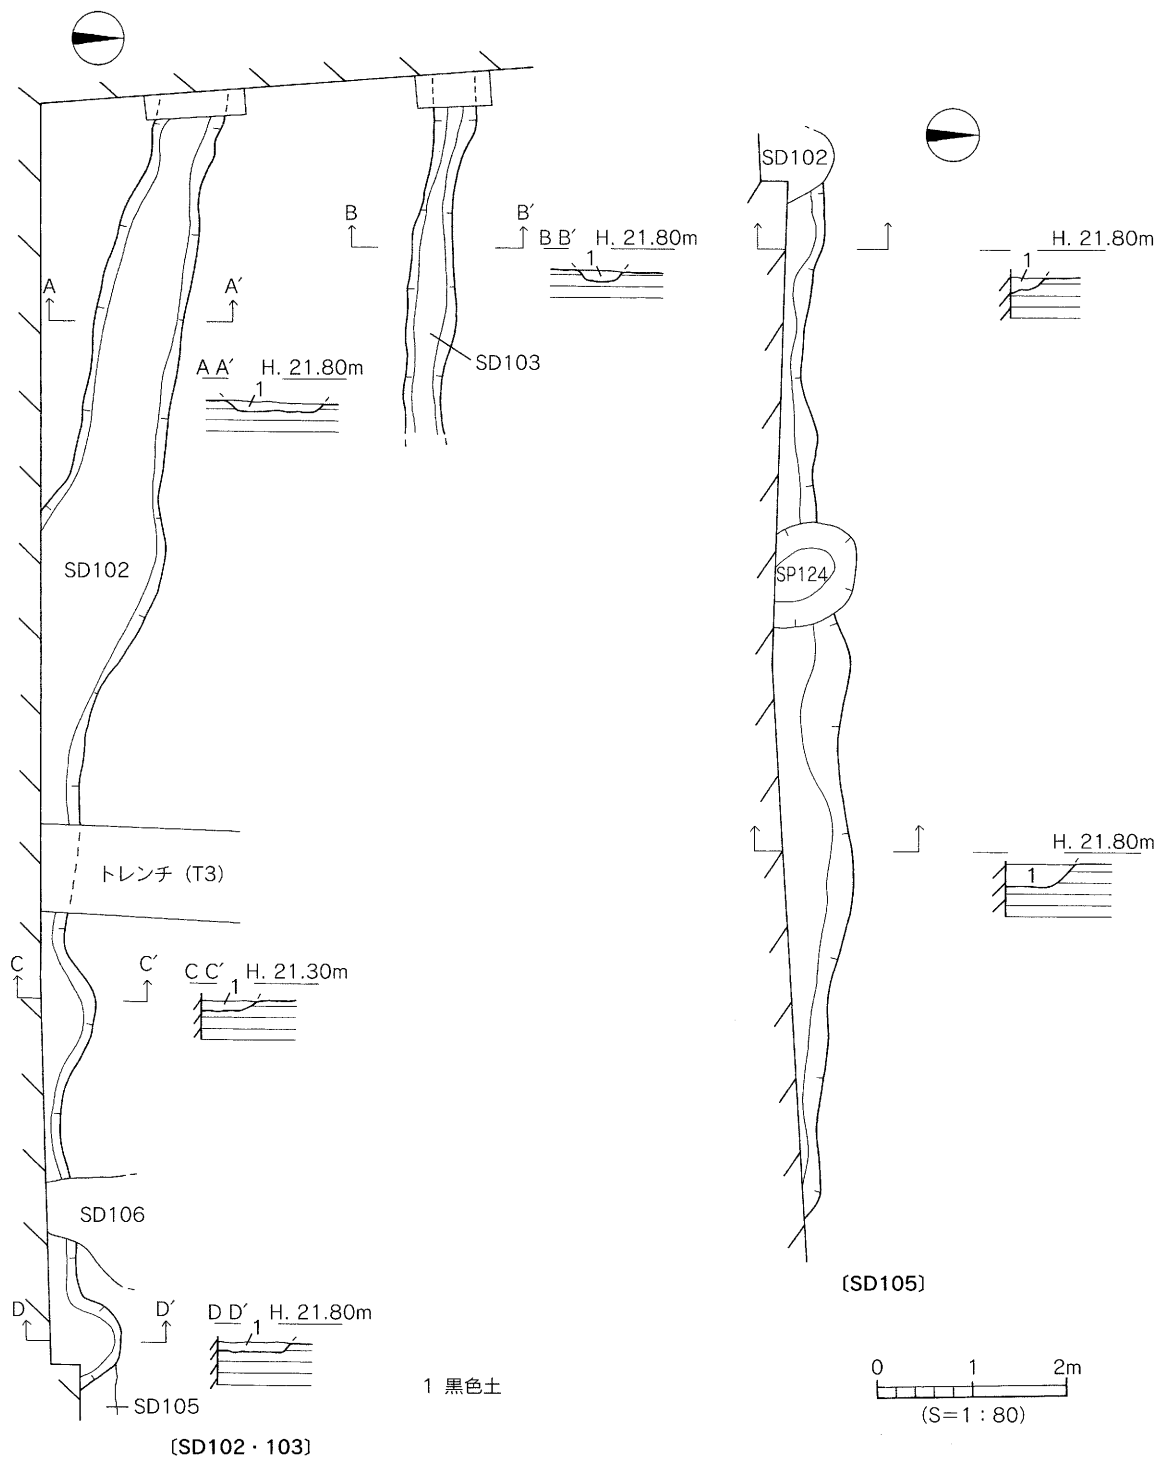 SD102
B B′
B B′ H. 21.80m
1
H. 21.80m
1
A A′
SD103
A A′ H. 21.80m
1
SD102
SP124
トレンチ（T3）
H. 21.80m
1
C C′
C C′ H. 21.30m
1
SD106
〔SD105〕
D D′
D D′ H. 21.80m
1
0 1 2m
（S＝1：80）
1 黒色土
SD105
〔SD102・103〕